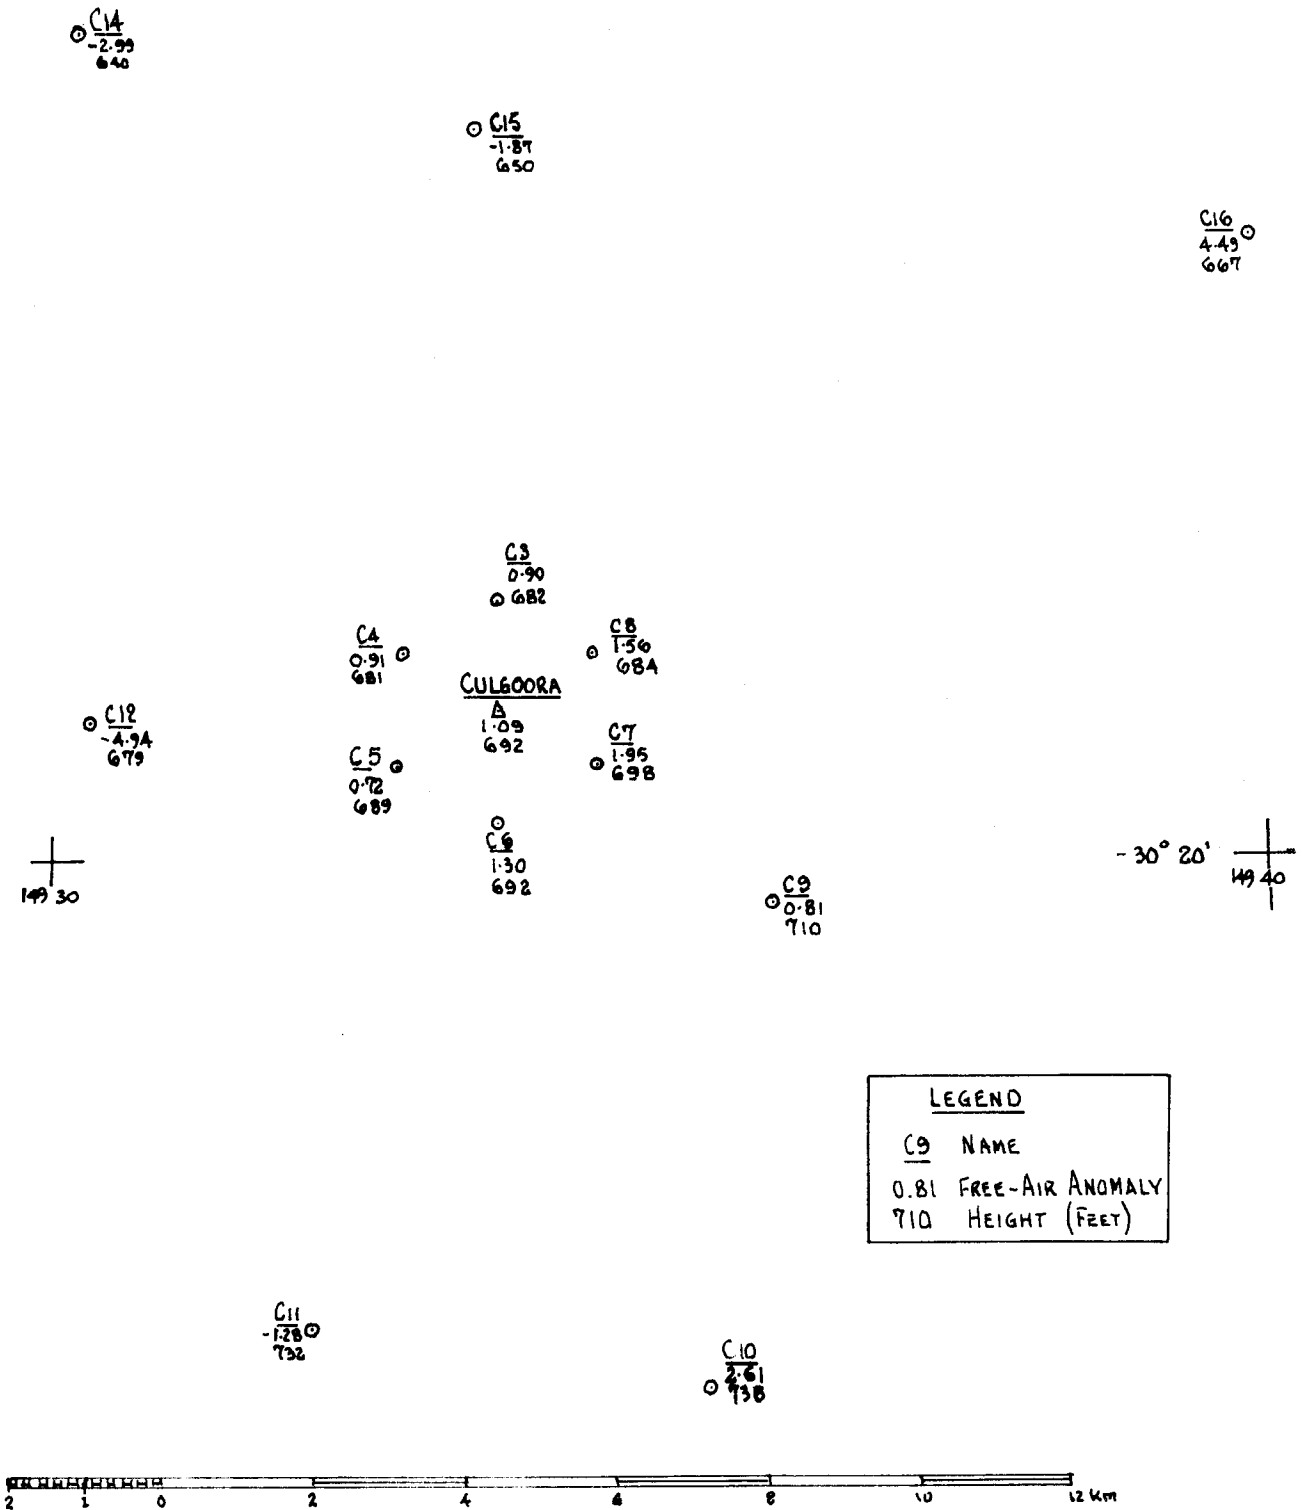 C14
-2.99
640
C15
-1.87
650
C16
4.49
667
C3
0.90
682
C4
0.91
681
C8
1.56
684
CULGOORA
1.09
692
C12
-4.94
679
C5
0.72
689
C7
1.95
698
C6
1.30
692
-30° 20'
149 30
149 40
C9
0.81
710
LEGEND
C9 NAME
0.81 FREE-AIR ANOMALY
710 HEIGHT (FEET)
C11
-1.28
732
C10
2.61
738
2 1 0 2 4 6 8 10 12 Km